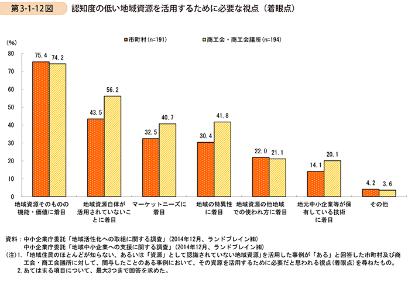 第3-1-12図 認知度の低い地域資源を活用するために必要な視点（着眼点）
(%)
市町村(n=191) 商工会・商工会議所(n=194)
80
70
60
50
40
30
20
10
0
75.4 74.2
43.5 56.2
32.5 40.7
30.4 41.8
22.0 21.1
14.1 20.1
4.2 3.6
地域資源そのものの
機能・価値に着目
地域資源自体が
活用されていないこ
とに着目
マーケットニーズに
着目
地域の特異性
に着目
地域資源の他地域
での使われ方に着目
地元中小企業等が保
有している技術
に着目
その他
資料：中小企業庁委託「地域活性化への取組に関する調査」(2014年12月、ランドブレイン㈱)
中小企業庁委託「地域中小企業への支援に関する調査」(2014年12月、ランドブレイン㈱)
(注) 1.「地域住民のほとんどが知らない、あるいは「資源」として認識されていない地域資源」を活用した事例が「ある」と回答した市町村及び商
工会・商工会議所に対して、関与したことのある事例において、その資源を活用するために必要だと思われる視点(着眼点)を尋ねたもの。
2. あてはまる項目について、最大3つまで回答を求めた。